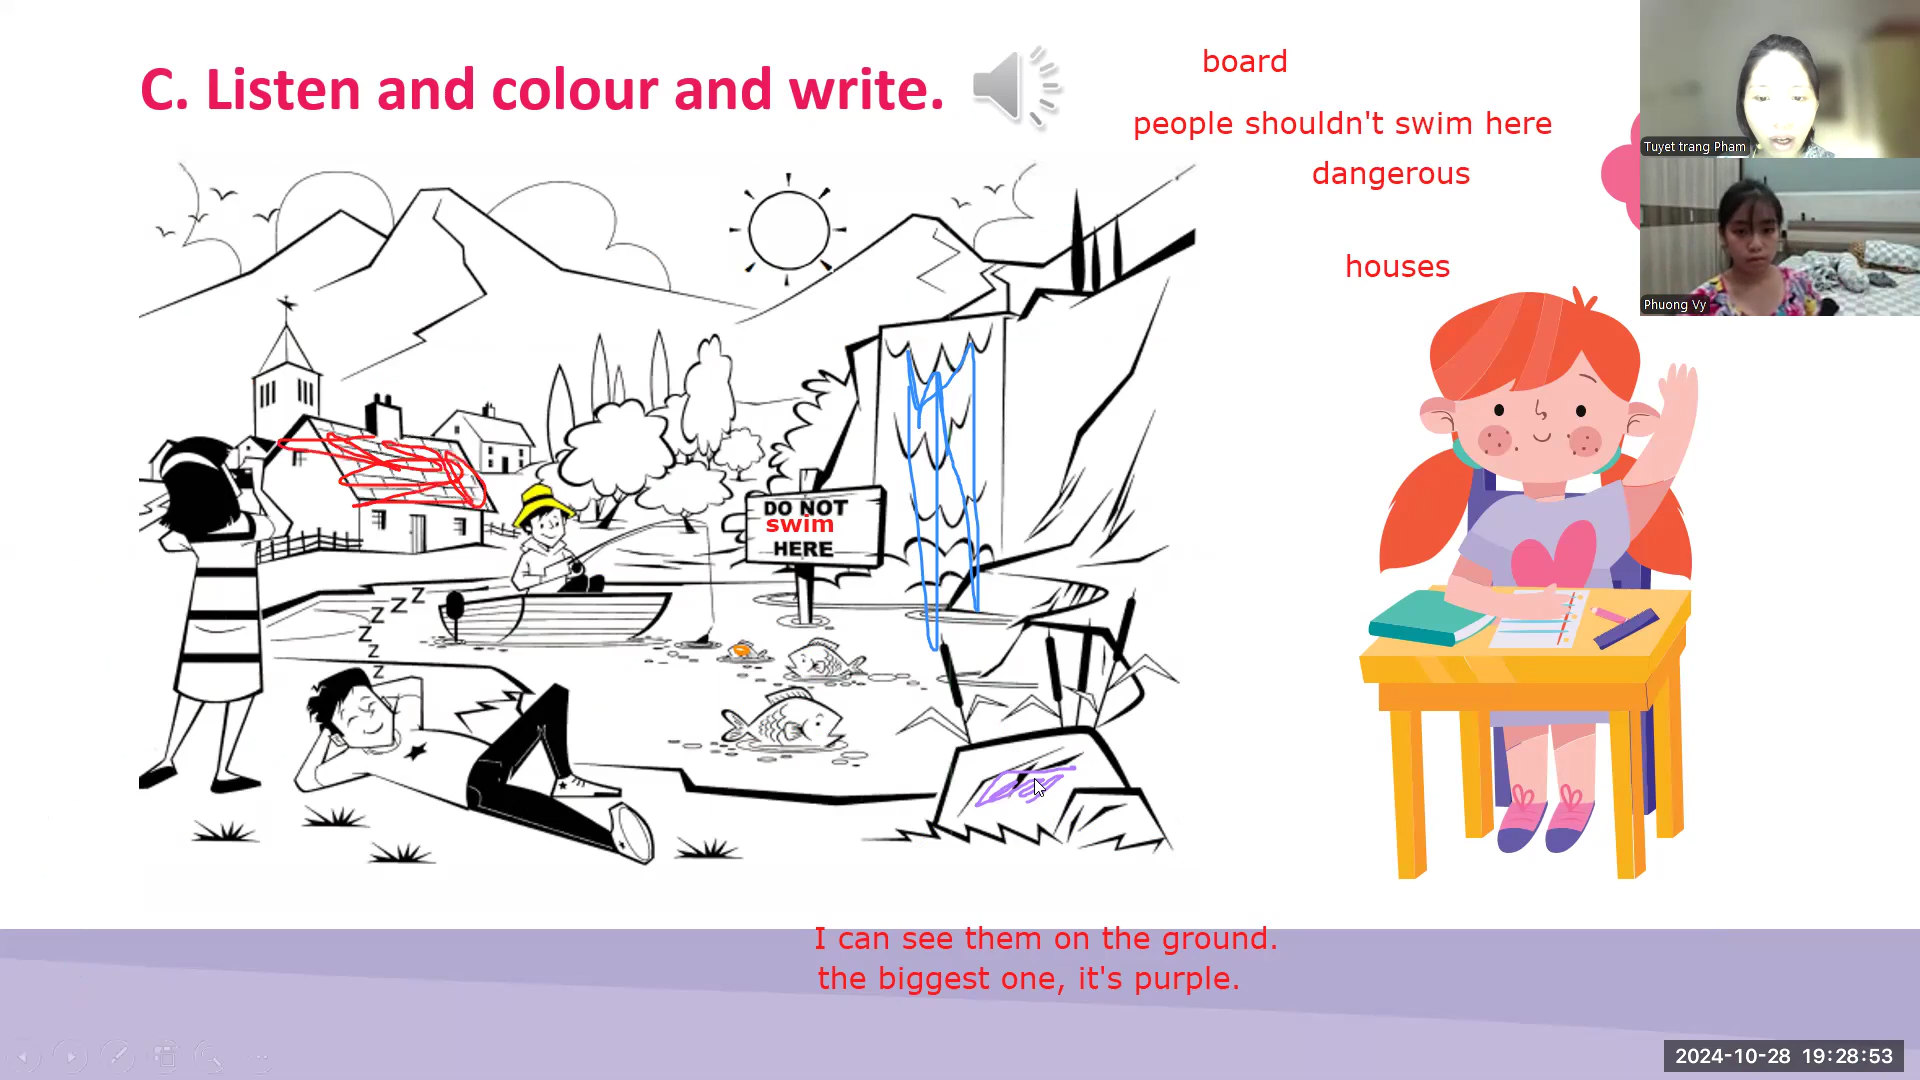 C. Listen and colour and write.
board
people shouldn't swim here
dangerous
houses
Tuyet trang Pham
Phuong Vy
DO NOT
swim
HERE
Z
Z
Z
Z
Z
Z
I can see them on the ground.
the biggest one, it's purple.
2024-10-28 19:28:53